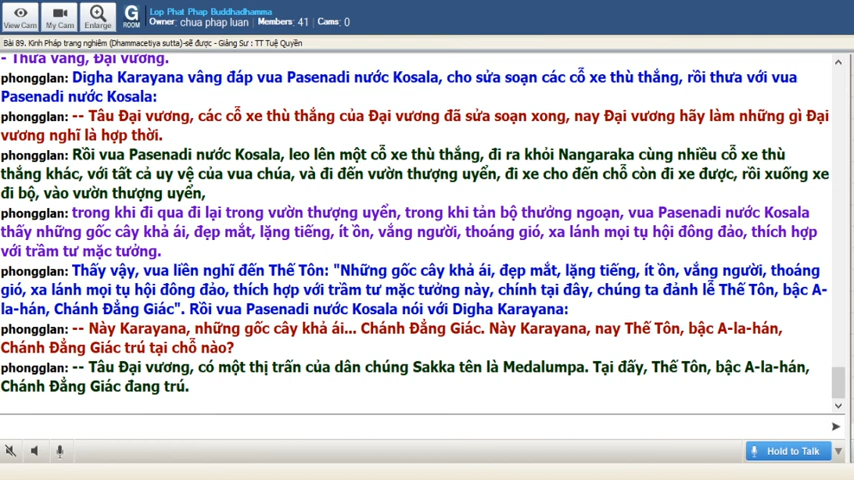 Lop Phat Phap Buddhadhamma
Owner: chua phap luan Members: 41 Cams: 0
View Cam My Cam Enlarge G ROOM
Bài 89. Kinh Pháp trang nghiêm (Dhammacetiya sutta)-sẽ được - Giảng Sư : TT Tuệ Quyền
- Thưa vâng, Đại vương.
phongglan: Digha Karayana vâng đáp vua Pasenadi nước Kosala, cho sửa soạn các cỗ xe thù thắng, rồi thưa với vua
Pasenadi nước Kosala:
phongglan: -- Tâu Đại vương, các cỗ xe thù thắng của Đại vương đã sửa soạn xong, nay Đại vương hãy làm những gì Đại
vương nghĩ là hợp thời.
phongglan: Rồi vua Pasenadi nước Kosala, leo lên một cỗ xe thù thắng, đi ra khỏi Nangaraka cùng nhiều cỗ xe thù
thắng khác, với tất cả uy vệ của vua chúa, và đi đến vườn thượng uyển, đi xe cho đến chỗ còn đi xe được, rồi xuống xe
đi bộ, vào vườn thượng uyển,
phongglan: trong khi đi qua đi lại trong vườn thượng uyển, trong khi tản bộ thưởng ngoạn, vua Pasenadi nước Kosala
thấy những gốc cây khả ái, đẹp mắt, lặng tiếng, ít ồn, vắng người, thoáng gió, xa lánh mọi tụ hội đông đảo, thích hợp
với trầm tư mặc tưởng.
phongglan: Thấy vậy, vua liền nghĩ đến Thế Tôn: "Những gốc cây khả ái, đẹp mắt, lặng tiếng, ít ồn, vắng người, thoáng
gió, xa lánh mọi tụ hội đông đảo, thích hợp với trầm tư mặc tưởng này, chính tại đây, chúng ta đảnh lễ Thế Tôn, bậc A-
la-hán, Chánh Đẳng Giác". Rồi vua Pasenadi nước Kosala nói với Digha Karayana:
phongglan: -- Này Karayana, những gốc cây khả ái... Chánh Đẳng Giác. Này Karayana, nay Thế Tôn, bậc A-la-hán,
Chánh Đẳng Giác trú tại chỗ nào?
phongglan: -- Tâu Đại vương, có một thị trấn của dân chúng Sakka tên là Medalumpa. Tại đấy, Thế Tôn, bậc A-la-hán,
Chánh Đẳng Giác đang trú.
Hold to Talk